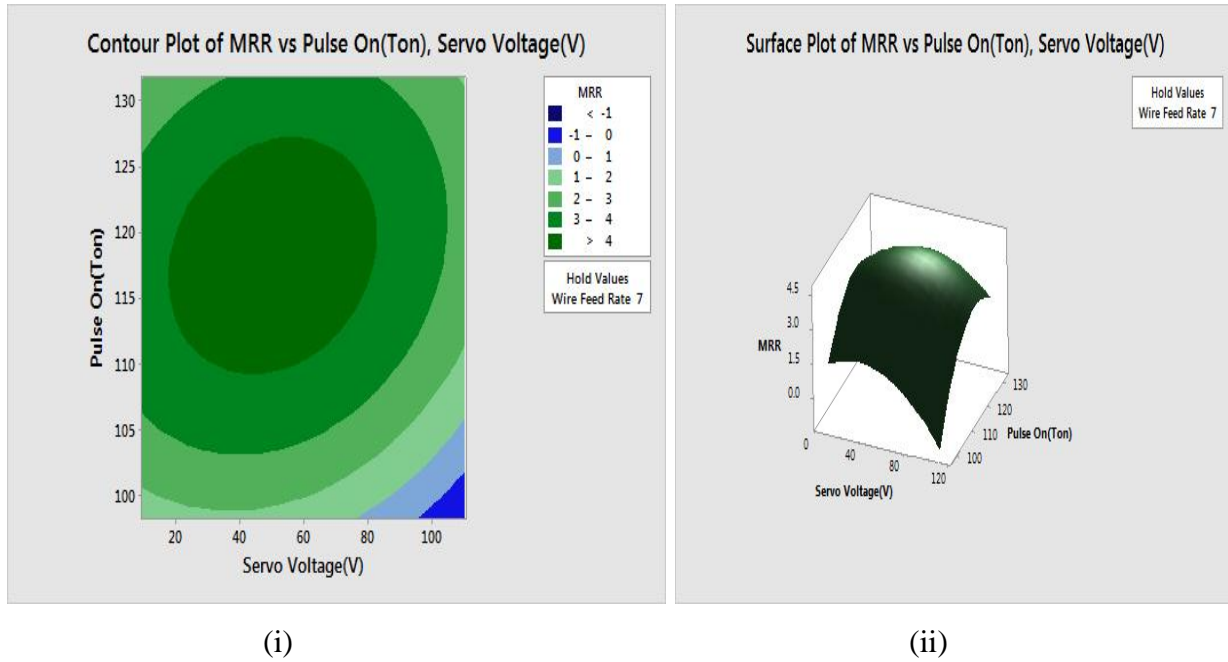 Contour Plot of MRR vs Pulse On(Ton), Servo Voltage(V)
130
125
120
115
110
105
100
Pulse On(Ton)
20 40 60 80 100
Servo Voltage(V)
MRR
< -1
-1 – 0
0 – 1
1 – 2
2 – 3
3 – 4
> 4
Hold Values
Wire Feed Rate 7
(i)
Surface Plot of MRR vs Pulse On(Ton), Servo Voltage(V)
Hold Values
Wire Feed Rate 7
4.5
3.0
1.5
0.0
MRR
0 40 80 120
Servo Voltage(V)
130
120
110
100
Pulse On(Ton)
(ii)